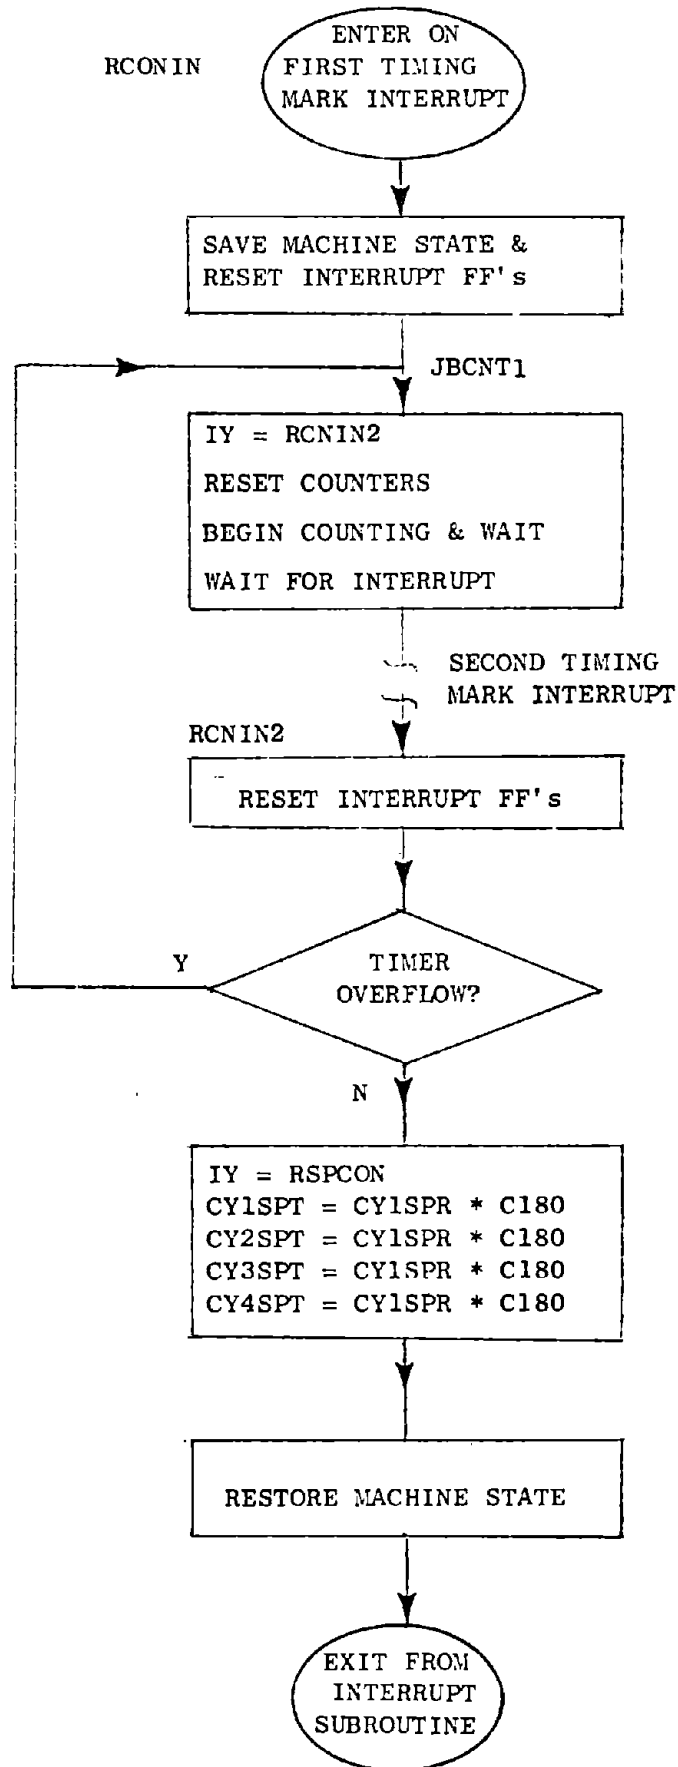 ENTER ON
RCONIN FIRST TIMING
MARK INTERRUPT
SAVE MACHINE STATE &
RESET INTERRUPT FF's
JBCNT1
IY = RCNIN2
RESET COUNTERS
BEGIN COUNTING & WAIT
WAIT FOR INTERRUPT
SECOND TIMING
MARK INTERRUPT
RCNIN2
RESET INTERRUPT FF's
Y
TIMER
OVERFLOW?
N
IY = RSPCON
CY1SPT = CY1SPR * C180
CY2SPT = CY1SPR * C180
CY3SPT = CY1SPR * C180
CY4SPT = CY1SPR * C180
RESTORE MACHINE STATE
EXIT FROM
INTERRUPT
SUBROUTINE